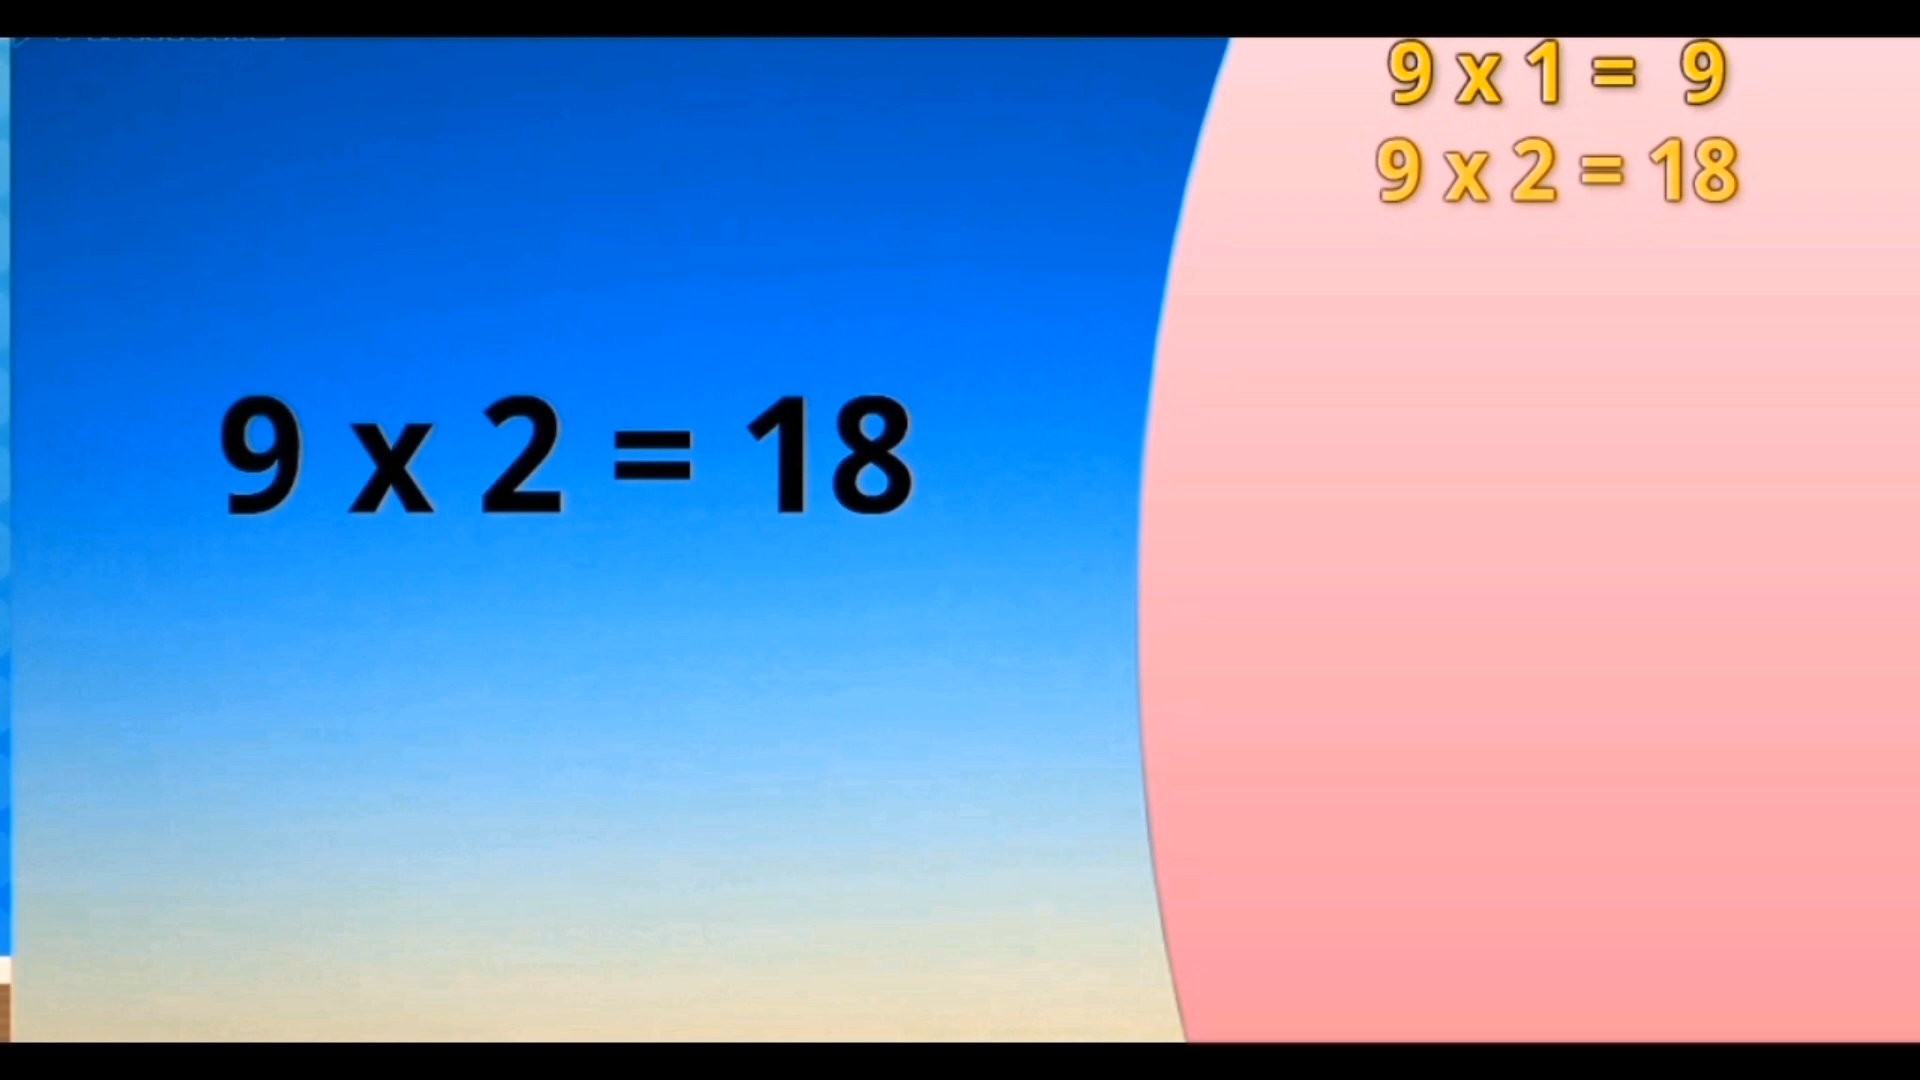 9 x 1 = 9
9 x 2 = 18
9 x 2 = 18